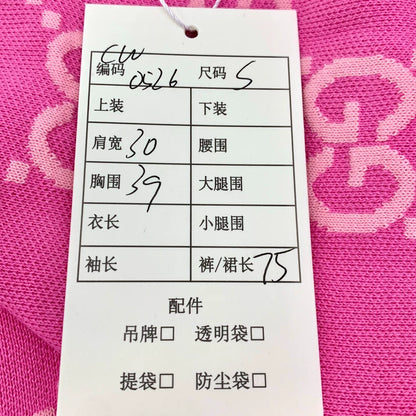 CW
编码 0526 尺码 S
上装 下装
肩宽 30 腰围
胸围 39 大腿围
衣长 小腿围
袖长 裤/裙长 75
配件
吊牌□ 透明袋□
提袋□ 防尘袋□
GG